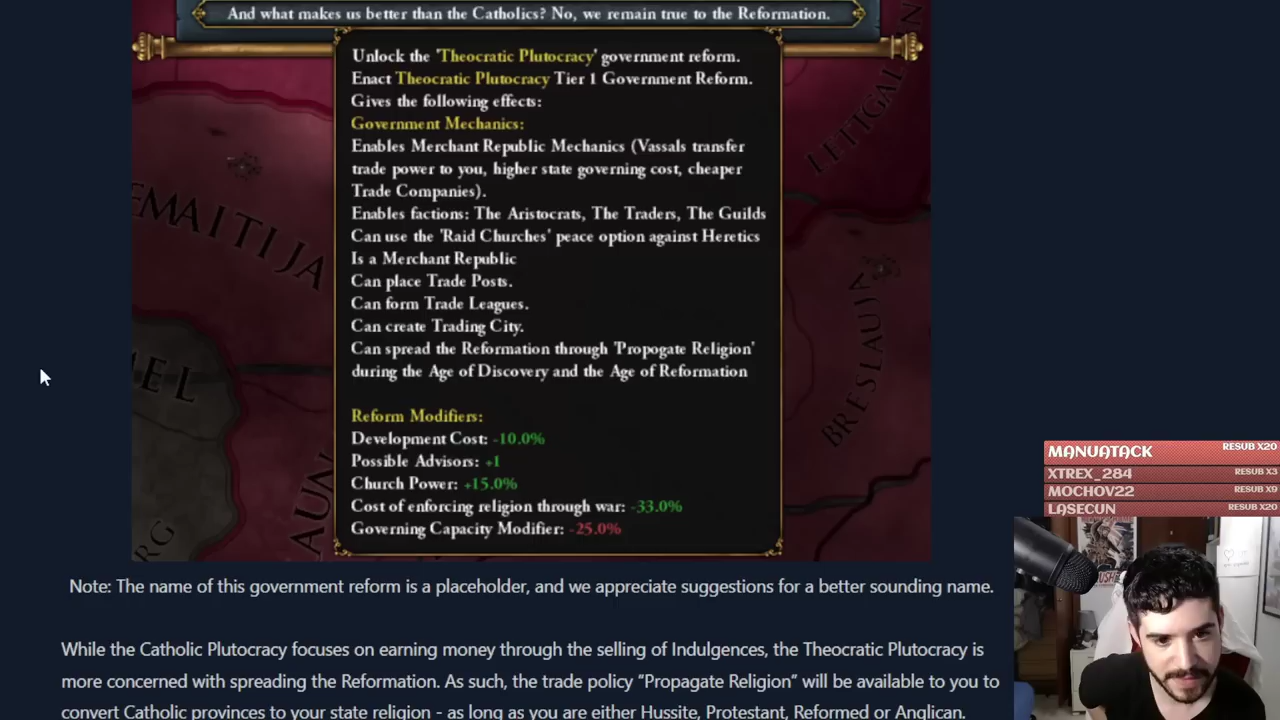 And what makes us better than the Catholics? No, we remain true to the Reformation.
Unlock the 'Theocratic Plutocracy' government reform.
Enact Theocratic Plutocracy Tier 1 Government Reform.
Gives the following effects:
Government Mechanics:
Enables Merchant Republic Mechanics (Vassals transfer
trade power to you, higher state governing cost, cheaper
Trade Companies).
Enables factions: The Aristocrats, The Traders, The Guilds
Can use the 'Raid Churches' peace option against Heretics
Is a Merchant Republic
Can place Trade Posts.
Can form Trade Leagues.
Can create Trading City.
Can spread the Reformation through 'Propogate Religion'
during the Age of Discovery and the Age of Reformation
Reform Modifiers:
Development Cost: -10.0%
Possible Advisors: +1
Church Power: +15.0%
Cost of enforcing religion through war: -33.0%
Governing Capacity Modifier: -25.0%
EMAITIJA
LETTGAL
EL
BRESLAUV
AUN
RG
MANUATACK RESUB X20
XTREX_284 RESUB X3
MOCHOV22 RESUB X9
LASECUN RESUB X20
Note: The name of this government reform is a placeholder, and we appreciate suggestions for a better sounding name.
While the Catholic Plutocracy focuses on earning money through the selling of Indulgences, the Theocratic Plutocracy is
more concerned with spreading the Reformation. As such, the trade policy “Propagate Religion” will be available to you to
convert Catholic provinces to your state religion - as long as you are either Hussite, Protestant, Reformed or Anglican.